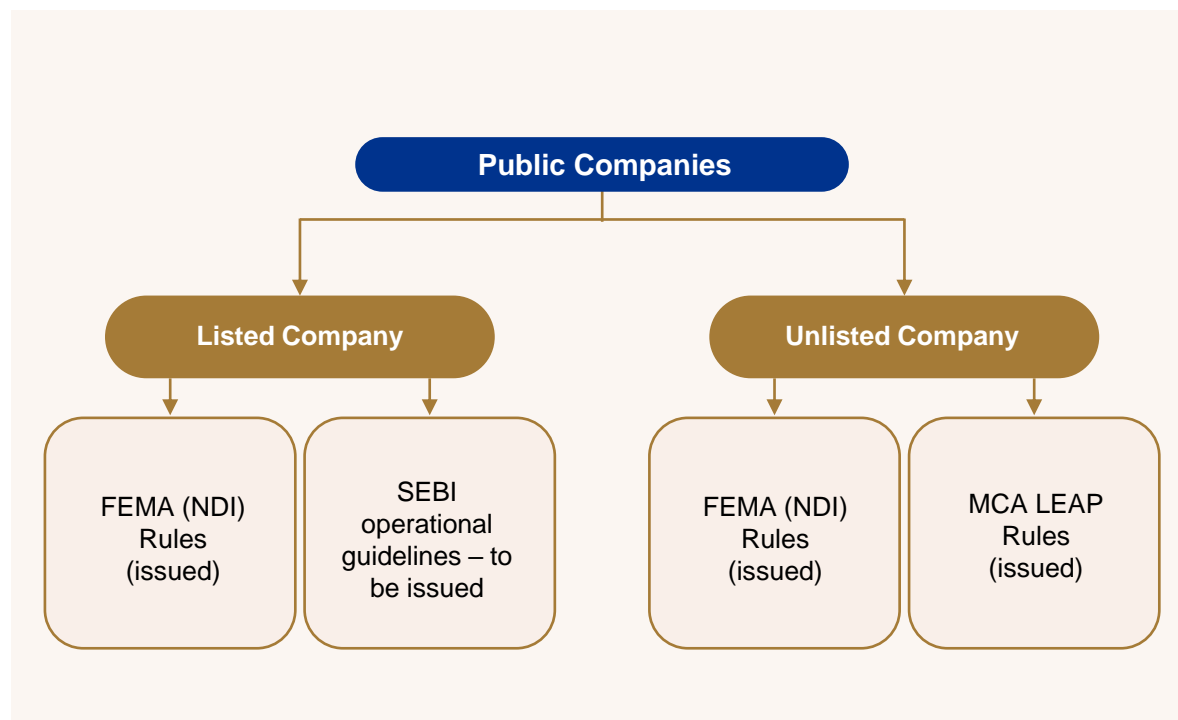 Public Companies
Listed Company
Unlisted Company
FEMA (NDI)
Rules
(issued)
SEBI
operational
guidelines – to
be issued
FEMA (NDI)
Rules
(issued)
MCA LEAP
Rules
(issued)